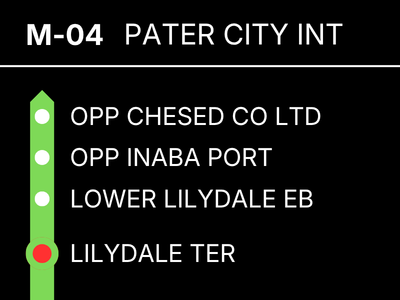 M-04 PATER CITY INT
OPP CHESED CO LTD
OPP INABA PORT
LOWER LILYDALE EB
LILYDALE TER